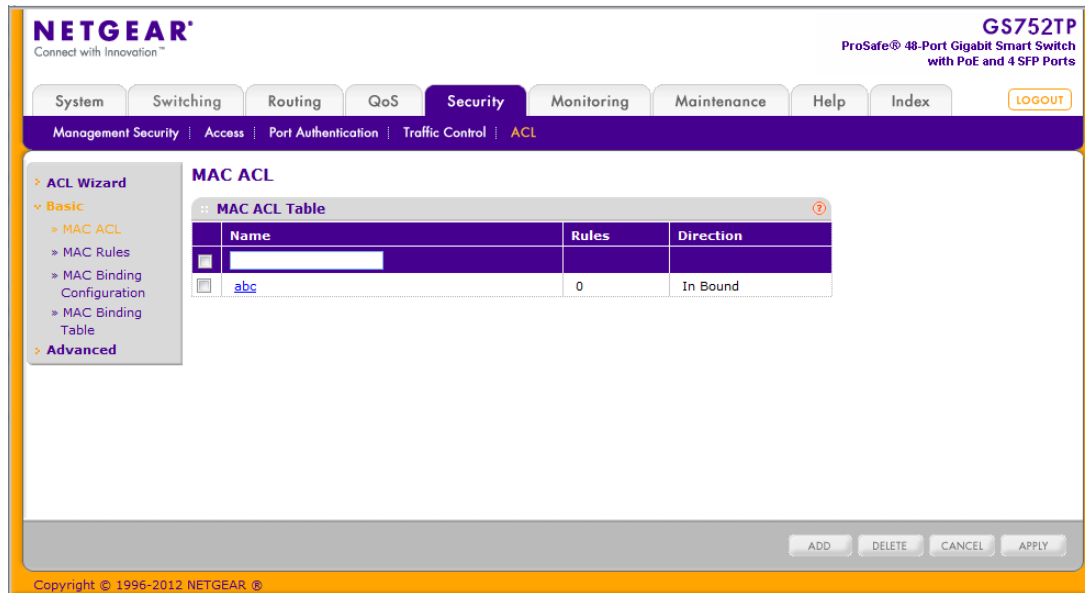 NETGEAR®
Connect with Innovation™
GS752TP
ProSafe® 48-Port Gigabit Smart Switch
with PoE and 4 SFP Ports
System Switching Routing QoS Security Monitoring Maintenance Help Index LOGOUT
Management Security Access Port Authentication Traffic Control ACL
ACL Wizard
Basic
» MAC ACL
» MAC Rules
» MAC Binding
Configuration
» MAC Binding
Table
Advanced
MAC ACL
MAC ACL Table ?
Name Rules Direction
abc 0 In Bound
ADD DELETE CANCEL APPLY
Copyright © 1996-2012 NETGEAR ®